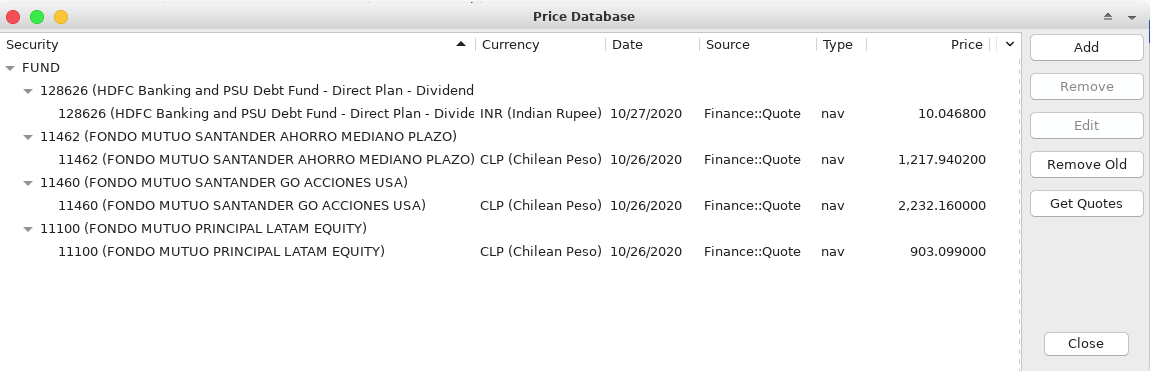 Price Database
Security Currency Date Source Type Price
FUND
128626 (HDFC Banking and PSU Debt Fund - Direct Plan - Dividend
128626 (HDFC Banking and PSU Debt Fund - Direct Plan - Divide INR (Indian Rupee) 10/27/2020 Finance::Quote nav 10.046800
11462 (FONDO MUTUO SANTANDER AHORRO MEDIANO PLAZO)
11462 (FONDO MUTUO SANTANDER AHORRO MEDIANO PLAZO) CLP (Chilean Peso) 10/26/2020 Finance::Quote nav 1,217.940200
11460 (FONDO MUTUO SANTANDER GO ACCIONES USA)
11460 (FONDO MUTUO SANTANDER GO ACCIONES USA) CLP (Chilean Peso) 10/26/2020 Finance::Quote nav 2,232.160000
11100 (FONDO MUTUO PRINCIPAL LATAM EQUITY)
11100 (FONDO MUTUO PRINCIPAL LATAM EQUITY) CLP (Chilean Peso) 10/26/2020 Finance::Quote nav 903.099000
Add
Remove
Edit
Remove Old
Get Quotes
Close